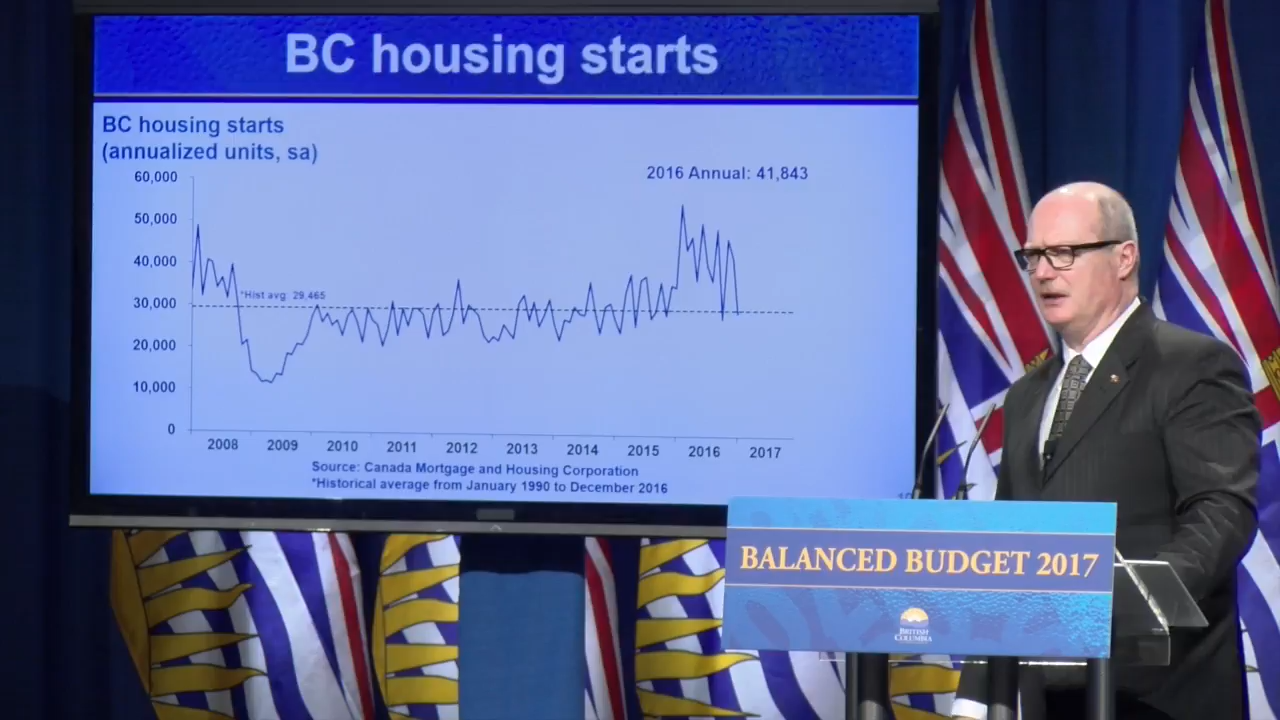 BC housing starts
BC housing starts
(annualized units, sa)
2016 Annual: 41,843
60,000
50,000
40,000
30,000
20,000
10,000
0
*Hist avg: 29,465
2008 2009 2010 2011 2012 2013 2014 2015 2016 2017
Source: Canada Mortgage and Housing Corporation
*Historical average from January 1990 to December 2016
BALANCED BUDGET 2017
BRITISH
COLUMBIA